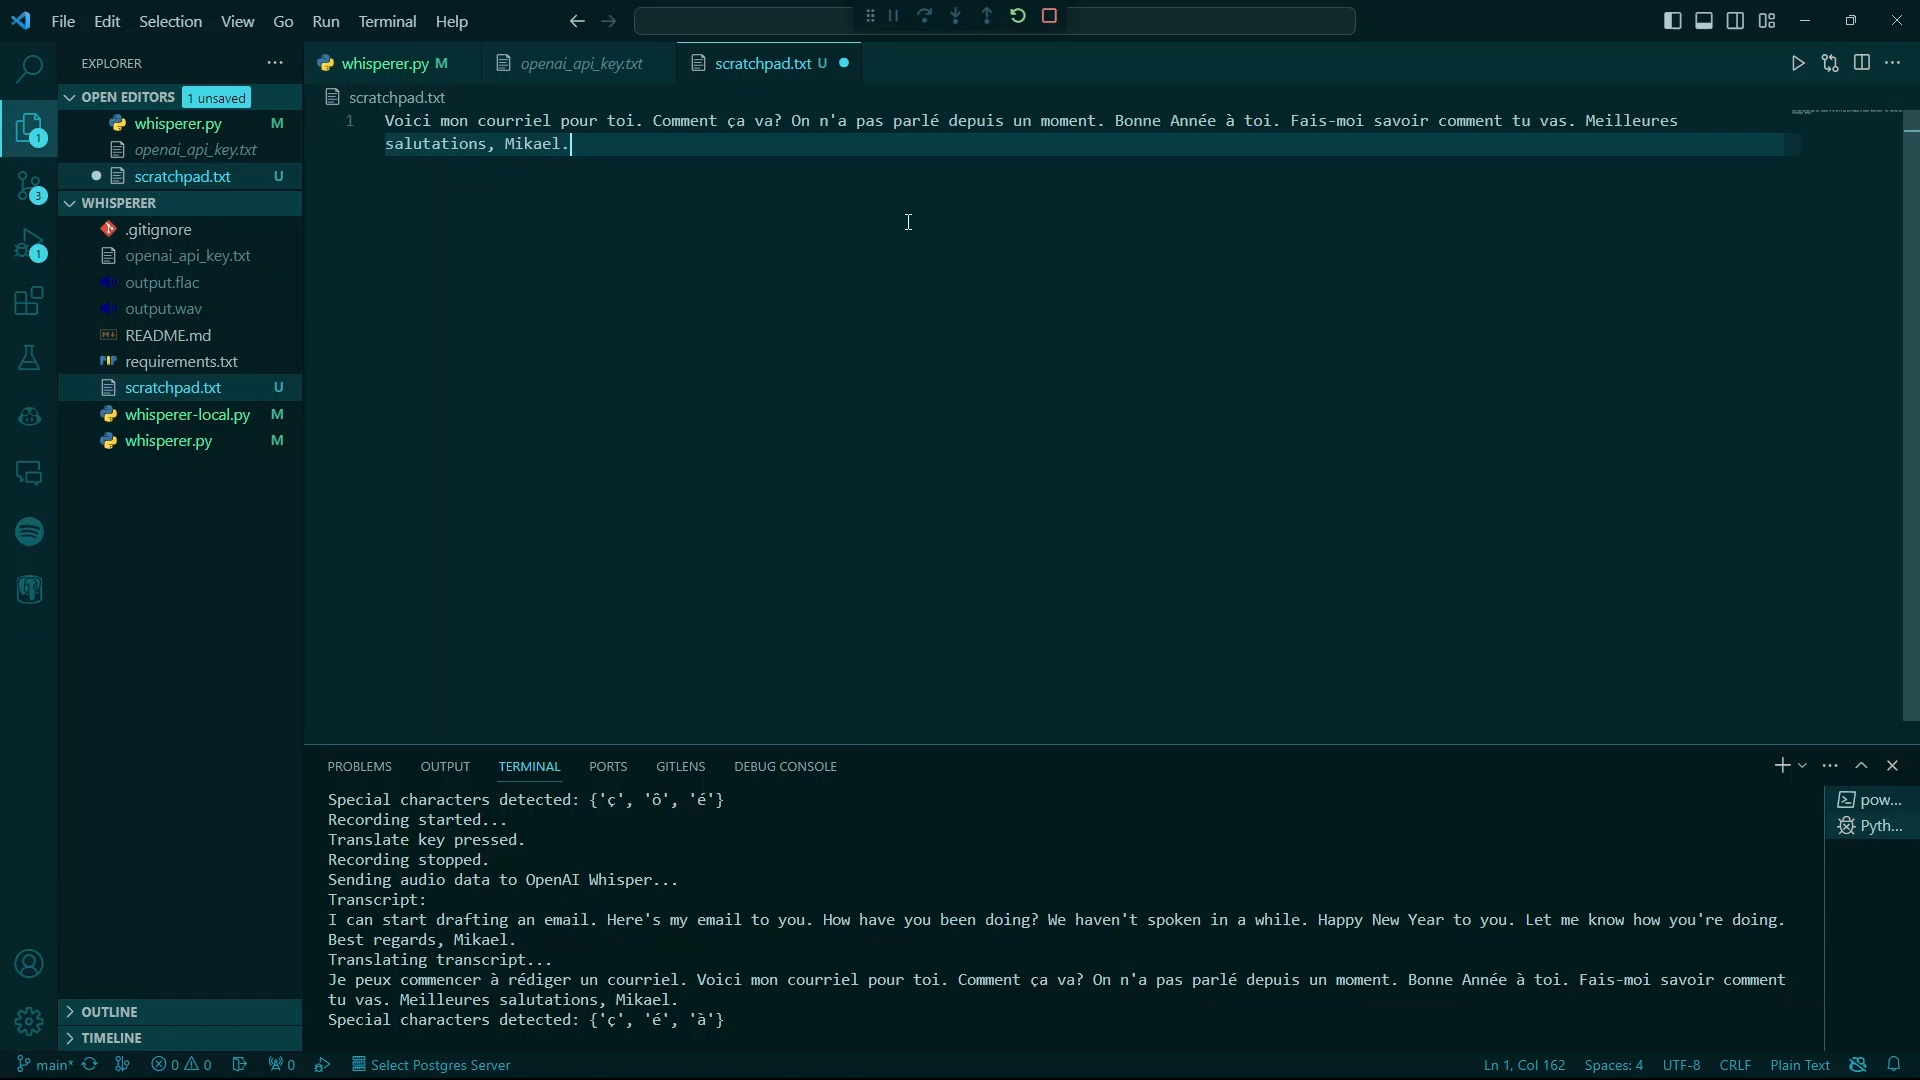 File Edit Selection View Go Run Terminal Help
EXPLORER
OPEN EDITORS 1 unsaved
whisperer.py M
openai_api_key.txt
scratchpad.txt U
WHISPERER
.gitignore
openai_api_key.txt
output.flac
output.wav
README.md
requirements.txt
scratchpad.txt U
whisperer-local.py M
whisperer.py M
OUTLINE
TIMELINE
1
3
1
whisperer.py M openai_api_key.txt scratchpad.txt U
scratchpad.txt
1 Voici mon courriel pour toi. Comment ça va? On n'a pas parlé depuis un moment. Bonne Année à toi. Fais-moi savoir comment tu vas. Meilleures
salutations, Mikael.
PROBLEMS OUTPUT TERMINAL PORTS GITLENS DEBUG CONSOLE
Special characters detected: {'ç', 'ô', 'é'}
Recording started...
Translate key pressed.
Recording stopped.
Sending audio data to OpenAI Whisper...
Transcript:
I can start drafting an email. Here's my email to you. How have you been doing? We haven't spoken in a while. Happy New Year to you. Let me know how you're doing.
Best regards, Mikael.
Translating transcript...
Je peux commencer à rédiger un courriel. Voici mon courriel pour toi. Comment ça va? On n'a pas parlé depuis un moment. Bonne Année à toi. Fais-moi savoir comment
tu vas. Meilleures salutations, Mikael.
Special characters detected: {'ç', 'é', 'à'}
pow...
Pyth...
main* 0 0 0 Select Postgres Server Ln 1, Col 162 Spaces: 4 UTF-8 CRLF Plain Text